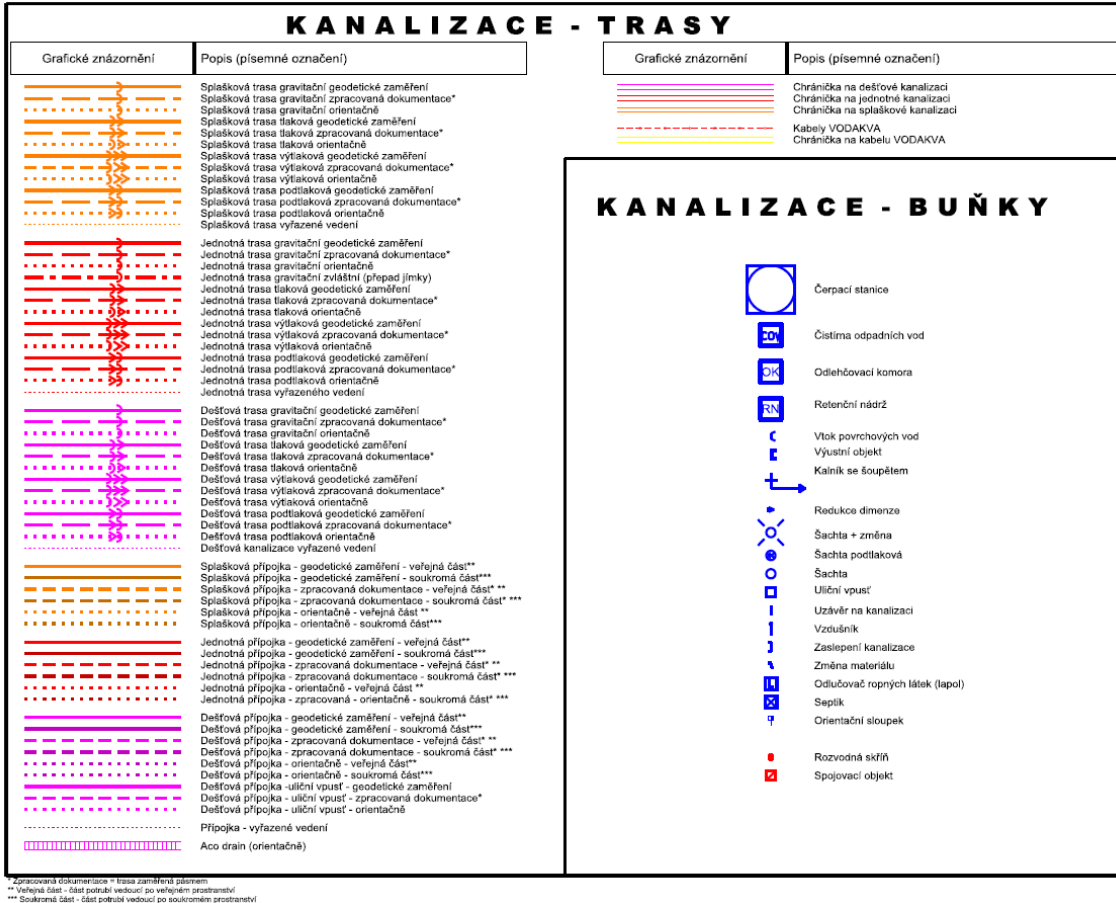 KANALIZACE - TRASY
Grafické znázornění
Popis (písemné označení)
Splašková trasa gravitační geodetické zaměření
Splašková trasa gravitační zpracovaná dokumentace*
Splašková trasa gravitační orientačně
Splašková trasa tlaková geodetické zaměření
Splašková trasa tlaková zpracovaná dokumentace*
Splašková trasa tlaková orientačně
Splašková trasa výtlaková geodetické zaměření
Splašková trasa výtlaková zpracovaná dokumentace*
Splašková trasa výtlaková orientačně
Splašková trasa podtlaková geodetické zaměření
Splašková trasa podtlaková zpracovaná dokumentace*
Splašková trasa podtlaková orientačně
Splašková trasa vyřazené vedení
Jednotná trasa gravitační geodetické zaměření
Jednotná trasa gravitační zpracovaná dokumentace*
Jednotná trasa gravitační orientačně
Jednotná trasa gravitační zvláštní (přepad jímky)
Jednotná trasa tlaková geodetické zaměření
Jednotná trasa tlaková zpracovaná dokumentace*
Jednotná trasa tlaková orientačně
Jednotná trasa výtlaková geodetické zaměření
Jednotná trasa výtlaková zpracovaná dokumentace*
Jednotná trasa výtlaková orientačně
Jednotná trasa podtlaková geodetické zaměření
Jednotná trasa podtlaková zpracovaná dokumentace*
Jednotná trasa podtlaková orientačně
Jednotná trasa vyřazeného vedení
Dešťová trasa gravitační geodetické zaměření
Dešťová trasa gravitační zpracovaná dokumentace*
Dešťová trasa gravitační orientačně
Dešťová trasa tlaková geodetické zaměření
Dešťová trasa tlaková zpracovaná dokumentace*
Dešťová trasa tlaková orientačně
Dešťová trasa výtlaková geodetické zaměření
Dešťová trasa výtlaková zpracovaná dokumentace*
Dešťová trasa výtlaková orientačně
Dešťová trasa podtlaková geodetické zaměření
Dešťová trasa podtlaková zpracovaná dokumentace*
Dešťová trasa podtlaková orientačně
Dešťová kanalizace vyřazené vedení
Splašková přípojka - geodetické zaměření - veřejná část**
Splašková přípojka - geodetické zaměření - soukromá část***
Splašková přípojka - zpracovaná dokumentace - veřejná část* **
Splašková přípojka - zpracovaná dokumentace - soukromá část* ***
Splašková přípojka - orientačně - veřejná část **
Splašková přípojka - orientačně - soukromá část***
Jednotná přípojka - geodetické zaměření - veřejná část**
Jednotná přípojka - geodetické zaměření - soukromá část***
Jednotná přípojka - zpracovaná dokumentace - veřejná část* **
Jednotná přípojka - zpracovaná dokumentace - soukromá část* ***
Jednotná přípojka - orientačně - veřejná část **
Jednotná přípojka - zpracovaná - orientačně - soukromá část* ***
Dešťová přípojka - geodetické zaměření - veřejná část**
Dešťová přípojka - geodetické zaměření - soukromá část***
Dešťová přípojka - zpracovaná dokumentace - veřejná část* **
Dešťová přípojka - zpracovaná dokumentace - soukromá část* ***
Dešťová přípojka - orientačně - veřejná část**
Dešťová přípojka - orientačně - soukromá část***
Dešťová přípojka -uliční vpusť - geodetické zaměření
Dešťová přípojka - uliční vpusť - zpracovaná dokumentace*
Dešťová přípojka - uliční vpusť - orientačně
Přípojka - vyřazené vedení
Aco drain (orientačně)
* Zpracovaná dokumentace = trasa zaměřená pásmem
** Veřejná část - část potrubí vedoucí po veřejném prostranství
*** Soukromá část - část potrubí vedoucí po soukromém prostranství
Grafické znázornění
Popis (písemné označení)
Chránička na dešťové kanalizaci
Chránička na jednotné kanalizaci
Chránička na splaškové kanalizaci
Kabely VODAKVA
Chránička na kabelu VODAKVA
KANALIZACE - BUŇKY
Čerpací stanice
ČOV
Čistírna odpadních vod
OK
Odlehčovací komora
RN
Retenční nádrž
Vtok povrchových vod
Výustní objekt
Kalník se šoupětem
Redukce dimenze
Šachta + změna
Šachta podtlaková
Šachta
Uliční vpusť
Uzávěr na kanalizaci
Vzdušník
Zaslepení kanalizace
Změna materiálu
Odlučovač ropných látek (lapol)
Septik
Orientační sloupek
Rozvodná skříň
Spojovací objekt